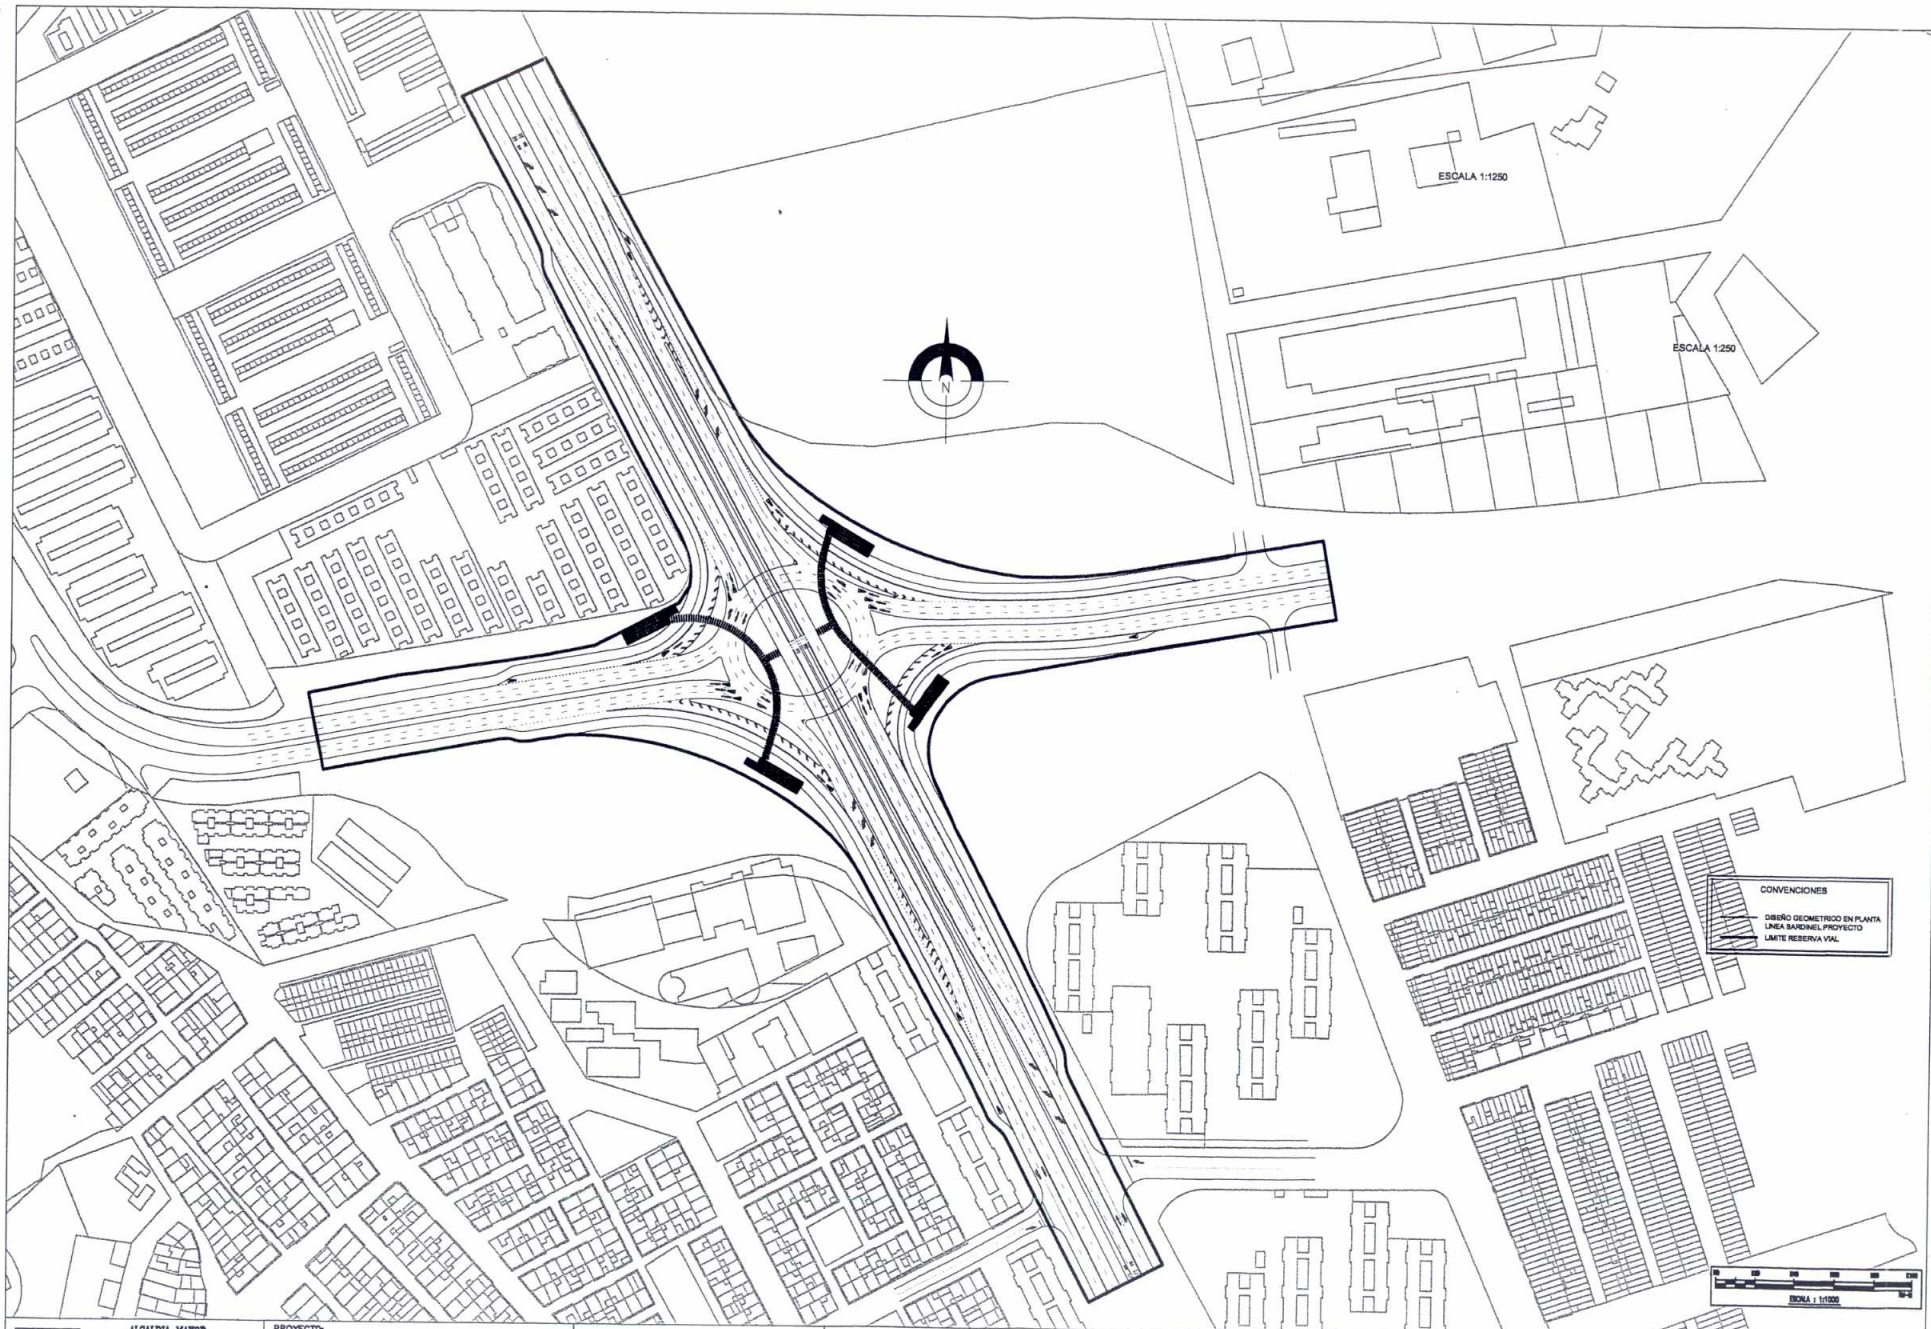 ESCALA 1:1250
ESCALA 1:250
N
CONVENCIONES
DISEÑO GEOMETRICO EN PLANTA
LINEA SARDINEL PROYECTO
LIMITE RESERVA VIAL
ESCALA : 1:1000
ALCALDIA MAYOR
PROYECTO: